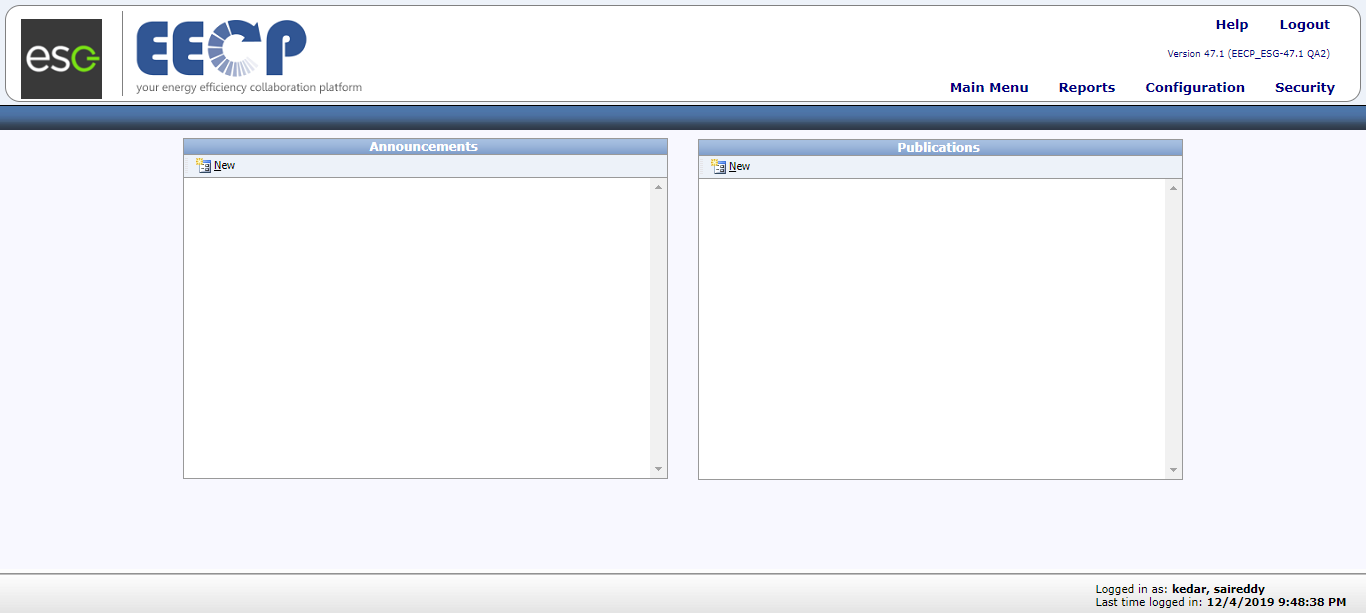 Help Logout
esg
EECP
Version 47.1 (EECP_ESG-47.1 QA2)
your energy efficiency collaboration platform
Main Menu Reports Configuration Security
Announcements
New
Publications
New
Logged in as: kedar, saireddy
Last time logged in: 12/4/2019 9:48:38 PM